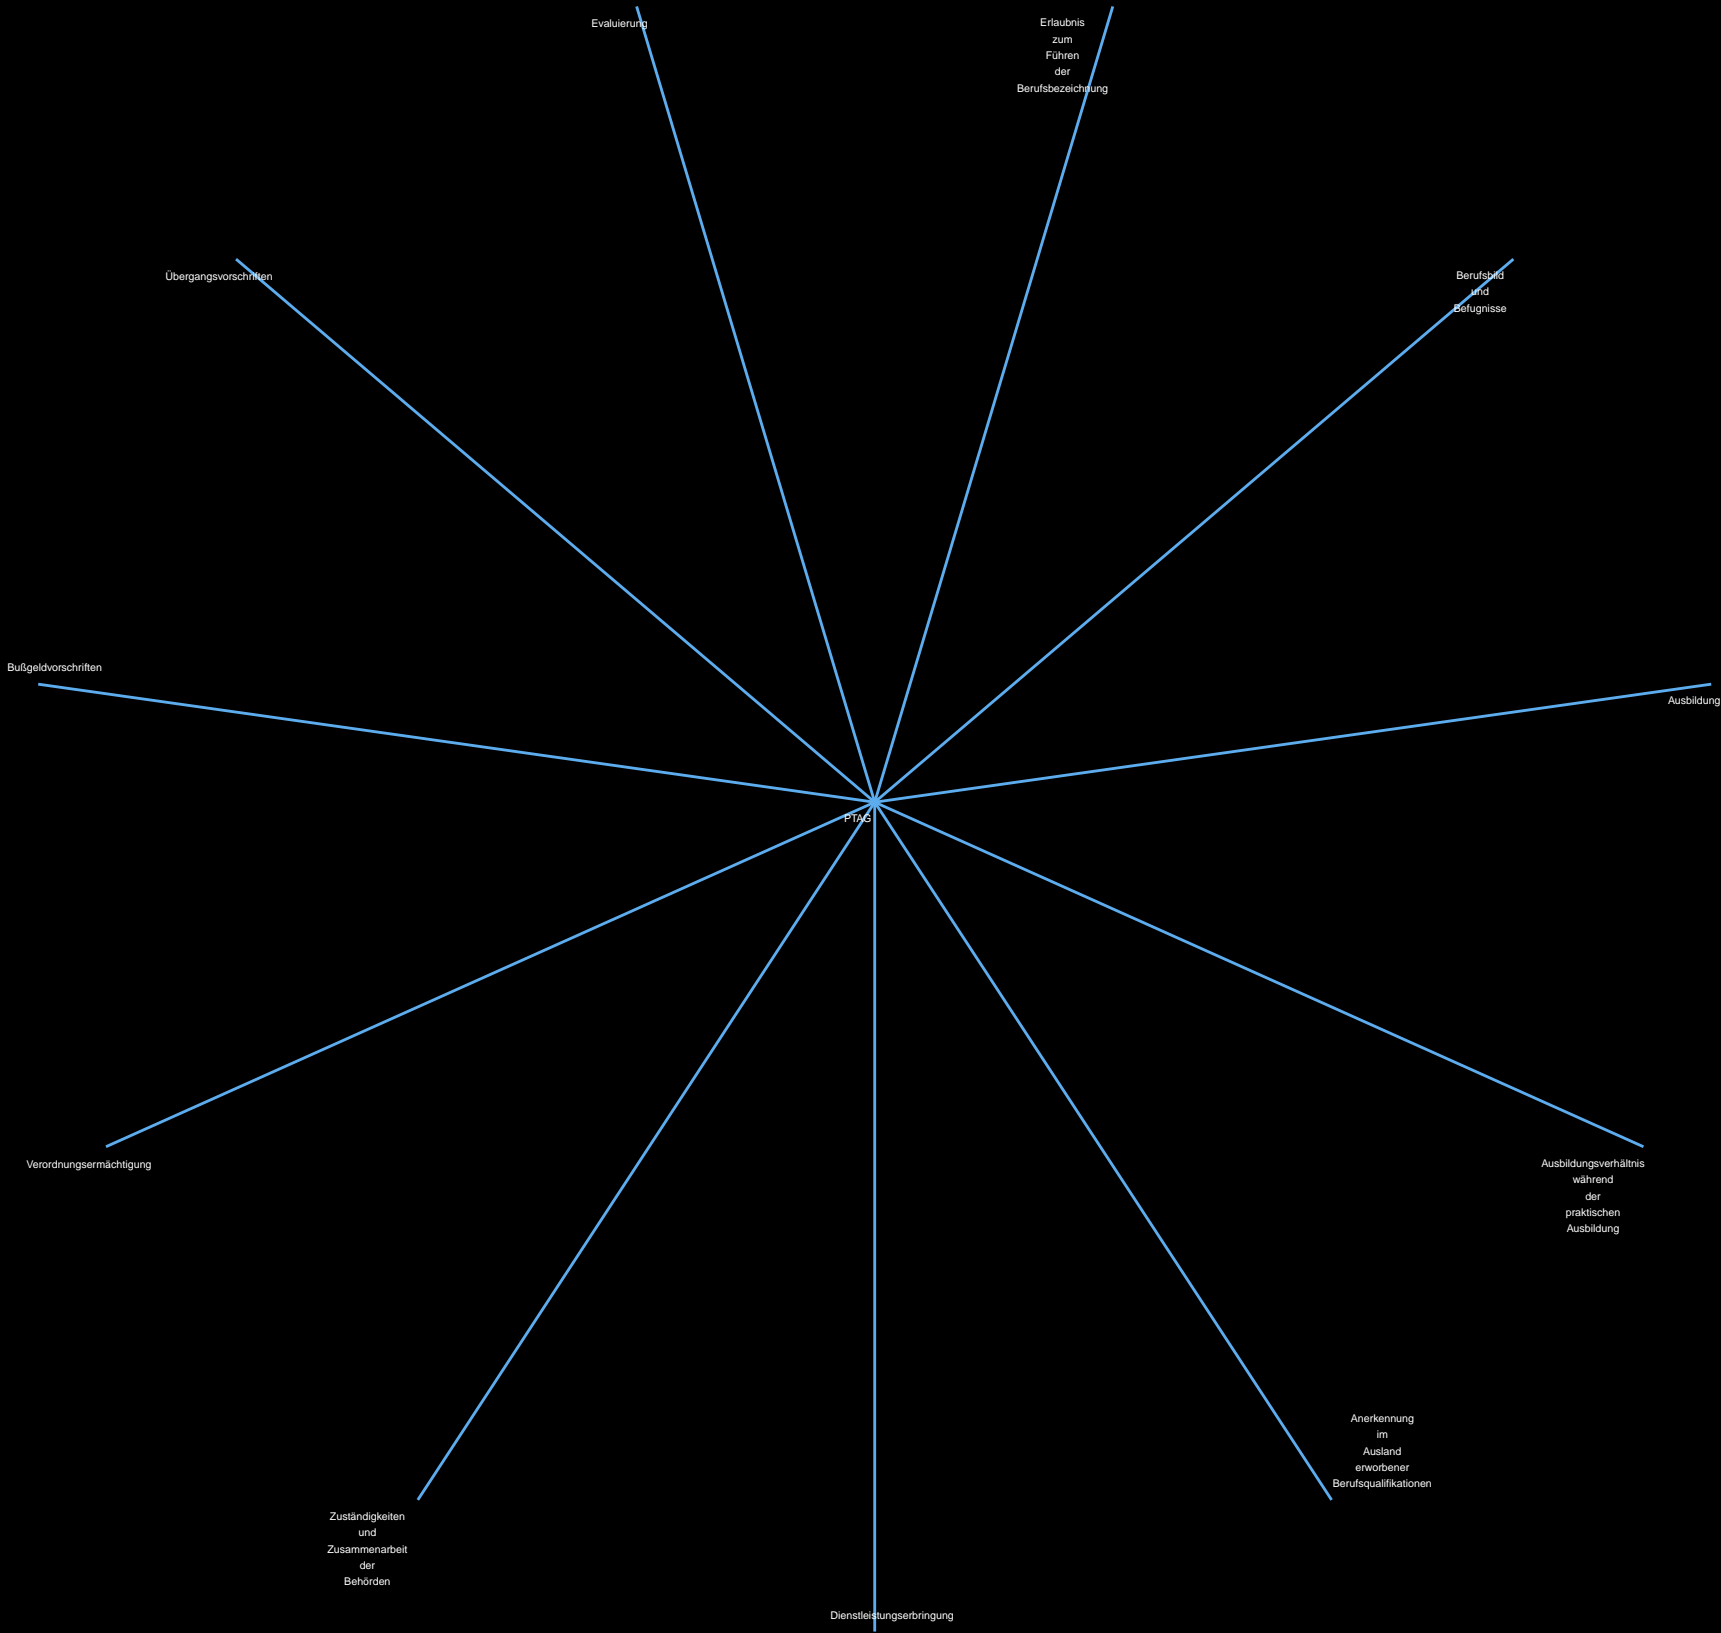 Evaluierung
Erlaubnis
zum
Führen
der
Berufsbezeichnung
Übergangsvorschriften
Berufsbild
und
Befugnisse
Bußgeldvorschriften
Ausbildung
PTAG
Verordnungsermächtigung
Ausbildungsverhältnis
während
der
praktischen
Ausbildung
Anerkennung
im
Ausland
erworbener
Berufsqualifikationen
Zuständigkeiten
und
Zusammenarbeit
der
Behörden
Dienstleistungserbringung